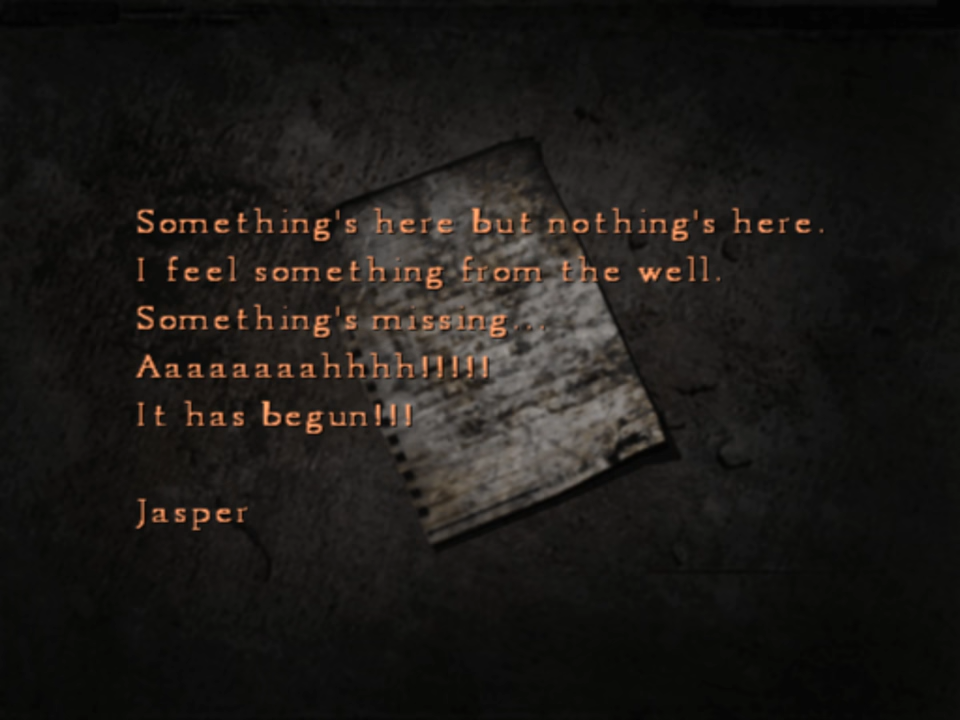 Something's here but nothing's here.
I feel something from the well.
Something's missing...
Aaaaaaaahhhh!!!!!
It has begun!!!
Jasper